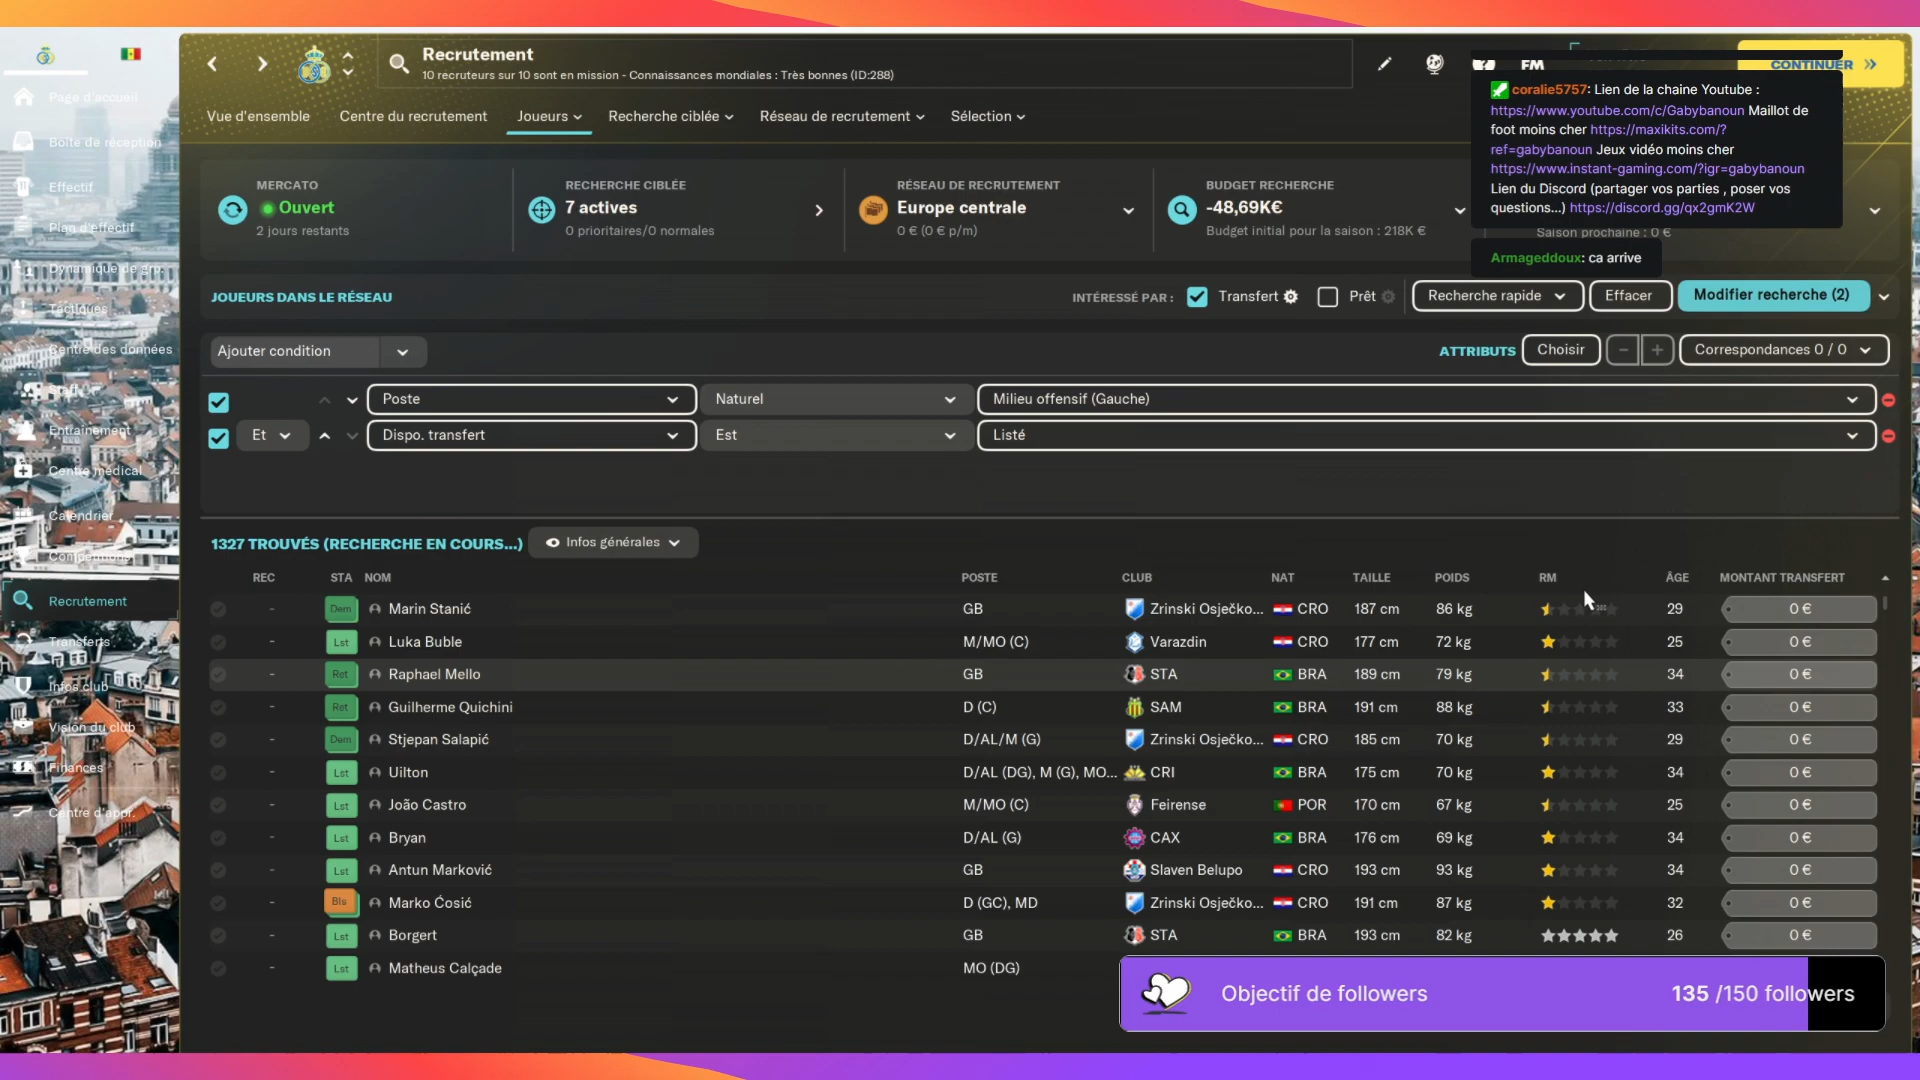 Recrutement
10 recruteurs sur 10 sont en mission - Connaissances mondiales : Très bonnes (ID:288)
FM
CONTINUER
Vue d'ensemble
Centre du recrutement
Joueurs
Recherche ciblée
Réseau de recrutement
Sélection
coralie5757: Lien de la chaine Youtube :
https://www.youtube.com/c/Gabybanoun Maillot de
foot moins cher https://maxikits.com/?
ref=gabybanoun Jeux vidéo moins cher
https://www.instant-gaming.com/?igr=gabybanoun
Lien du Discord (partager vos parties , poser vos
questions...) https://discord.gg/qx2gmK2W
Armageddoux: ca arrive
Page d'accueil
Boîte de réception
Effectif
Plan d'effectif
Dynamique de grp.
Tactiques
Centre des données
Staff
Entraînement
Centre médical
Calendrier
Compétitions
Recrutement
Transferts
Infos club
Vision du club
Finances
Centre d'appr.
MERCATO
Ouvert
2 jours restants
RECHERCHE CIBLÉE
7 actives
0 prioritaires/0 normales
RÉSEAU DE RECRUTEMENT
Europe centrale
0 € (0 € p/m)
BUDGET RECHERCHE
-48,69K€
Budget initial pour la saison : 218K €
Saison prochaine : 0 €
JOUEURS DANS LE RÉSEAU
INTÉRESSÉ PAR :
Transfert
Prêt
Recherche rapide
Effacer
Modifier recherche (2)
Ajouter condition
ATTRIBUTS
Choisir
Correspondances 0 / 0
Poste
Naturel
Milieu offensif (Gauche)
Et
Dispo. transfert
Est
Listé
1327 TROUVÉS (RECHERCHE EN COURS...)
Infos générales
REC STA NOM POSTE CLUB NAT TAILLE POIDS RM ÂGE MONTANT TRANSFERT
- Dem Marin Stanić GB Zrinski Osječko... CRO 187 cm 86 kg 29 0 €
- Lst Luka Buble M/MO (C) Varazdin CRO 177 cm 72 kg 25 0 €
- Ret Raphael Mello GB STA BRA 189 cm 79 kg 34 0 €
- Ret Guilherme Quichini D (C) SAM BRA 191 cm 88 kg 33 0 €
- Dem Stjepan Salapić D/AL/M (G) Zrinski Osječko... CRO 185 cm 70 kg 29 0 €
- Lst Uilton D/AL (DG), M (G), MO... CRI BRA 175 cm 70 kg 34 0 €
- Lst João Castro M/MO (C) Feirense POR 170 cm 67 kg 25 0 €
- Lst Bryan D/AL (G) CAX BRA 176 cm 69 kg 34 0 €
- Lst Antun Marković GB Slaven Belupo CRO 193 cm 93 kg 34 0 €
- Bls Marko Ćosić D (GC), MD Zrinski Osječko... CRO 191 cm 87 kg 32 0 €
- Lst Borgert GB STA BRA 193 cm 82 kg 26 0 €
- Lst Matheus Calçade MO (DG)
Objectif de followers
135 /150 followers